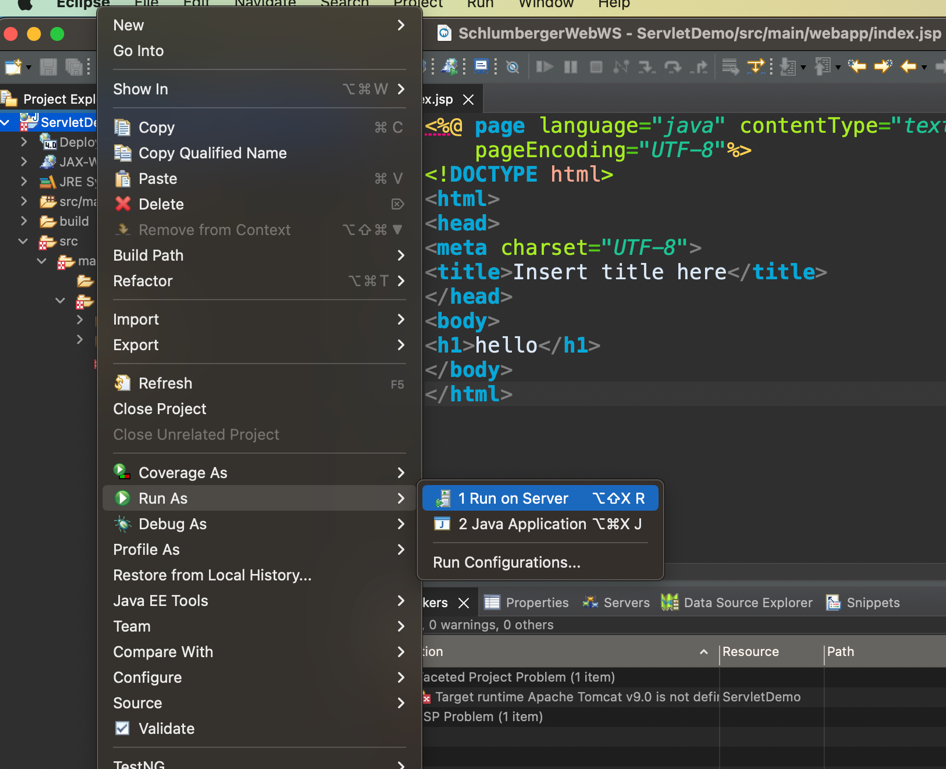 Eclipse File Edit Navigate Search Project Run Window Help
SchlumbergerWebWS - ServletDemo/src/main/webapp/index.jsp
Project Expl
ServletDe
Deploy
JAX-W
JRE Sy
src/ma
build
src
ma
New
Go Into
Show In ⌥⌘W
Copy ⌘C
Copy Qualified Name
Paste ⌘V
Delete ⌦
Remove from Context ⌥⇧⌘▼
Build Path
Refactor ⌥⌘T
Import
Export
Refresh F5
Close Project
Close Unrelated Project
Coverage As
Run As
Debug As
Profile As
Restore from Local History...
Java EE Tools
Team
Compare With
Configure
Source
Validate
TestNG
1 Run on Server ⌥⇧X R
2 Java Application ⌥⌘X J
Run Configurations...
x.jsp
<%@ page language="java" contentType="text
pageEncoding="UTF-8"%>
<!DOCTYPE html>
<html>
<head>
<meta charset="UTF-8">
<title>Insert title here</title>
</head>
<body>
<h1>hello</h1>
</body>
</html>
kers Properties Servers Data Source Explorer Snippets
, 0 warnings, 0 others
tion Resource Path
aceted Project Problem (1 item)
Target runtime Apache Tomcat v9.0 is not defin ServletDemo
SP Problem (1 item)